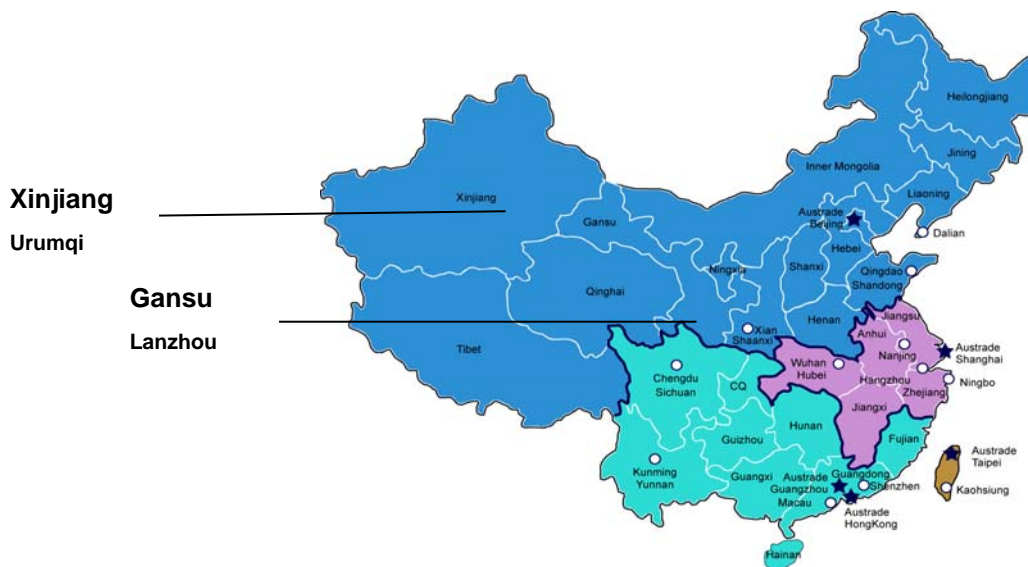 Xinjiang
Urumqi
Gansu
Lanzhou
Heilongjiang
Jining
Inner Mongolia
Liaoning
Xinjiang
Austrade
Beijing
Gansu
Dalian
Hebei
Ningxia
Shanxi
Qingdao
Shandong
Qinghai
Jiangsu
Henan
Xian
Shaanxi
Anhui
Nanjing
Austrade
Shanghai
Tibet
Wuhan
Hubei
Chengdu
Sichuan
CQ
Hangzhou
Ningbo
Zhejiang
Jiangxi
Hunan
Guizhou
Fujian
Austrade
Taipei
Kunming
Yunnan
Guangxi
Austrade
Guangzhou
Macau
Guangdong
Shenzhen
Kaohsiung
Austrade
HongKong
Hainan